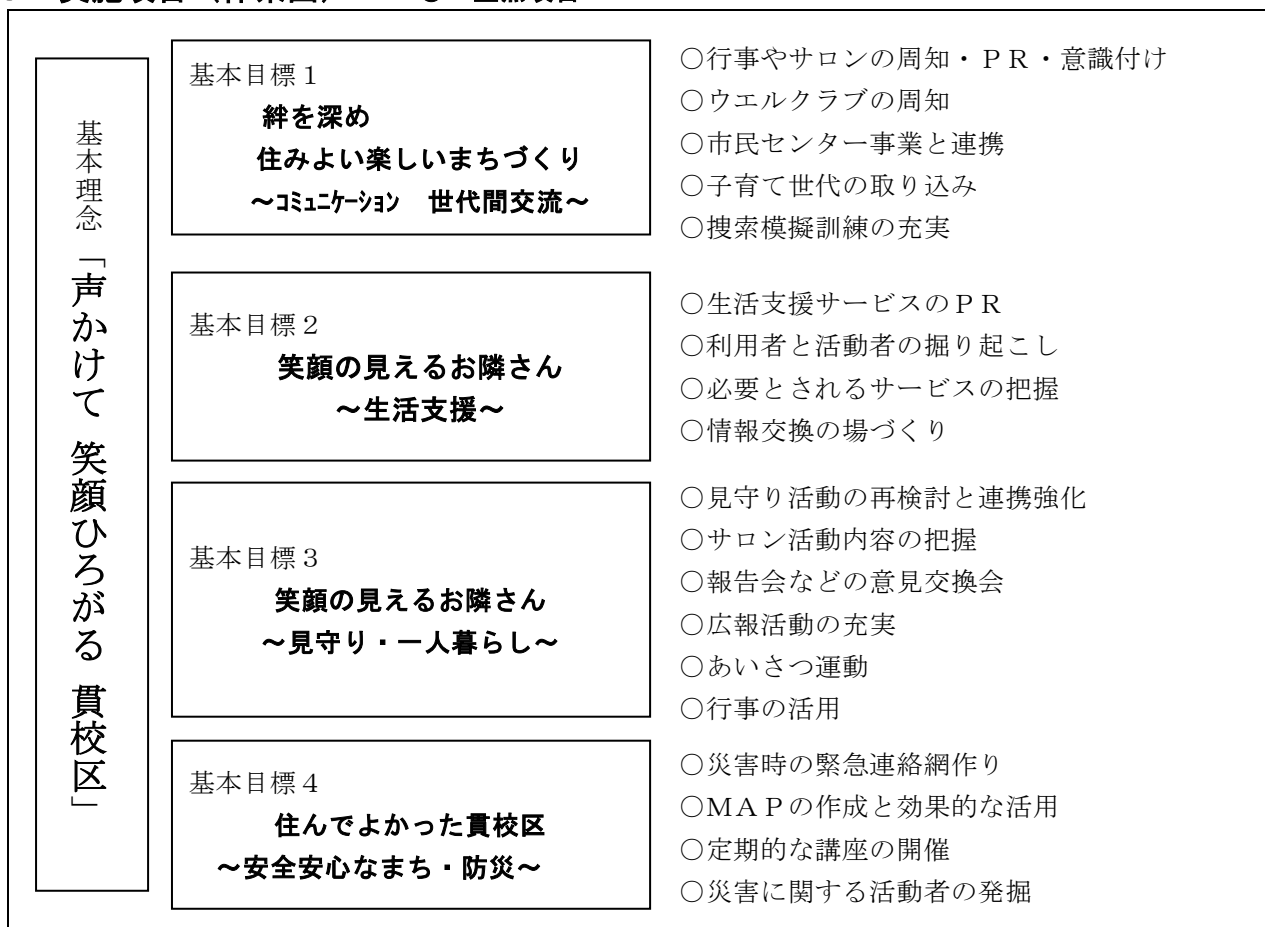 基本理念「声かけて 笑顔ひろがる 貫校区」
基本目標１
絆を深め
住みよい楽しいまちづくり
～ｺﾐｭﾆｹｰｼｮﾝ　世代間交流～
○行事やサロンの周知・ＰＲ・意識付け
○ウエルクラブの周知
○市民センター事業と連携
○子育て世代の取り込み
○捜索模擬訓練の充実
基本目標２
笑顔の見えるお隣さん
～生活支援～
○生活支援サービスのＰＲ
○利用者と活動者の掘り起こし
○必要とされるサービスの把握
○情報交換の場づくり
基本目標３
笑顔の見えるお隣さん
～見守り・一人暮らし～
○見守り活動の再検討と連携強化
○サロン活動内容の把握
○報告会などの意見交換会
○広報活動の充実
○あいさつ運動
○行事の活用
基本目標４
住んでよかった貫校区
～安全安心なまち・防災～
○災害時の緊急連絡網作り
○ＭＡＰの作成と効果的な活用
○定期的な講座の開催
○災害に関する活動者の発掘